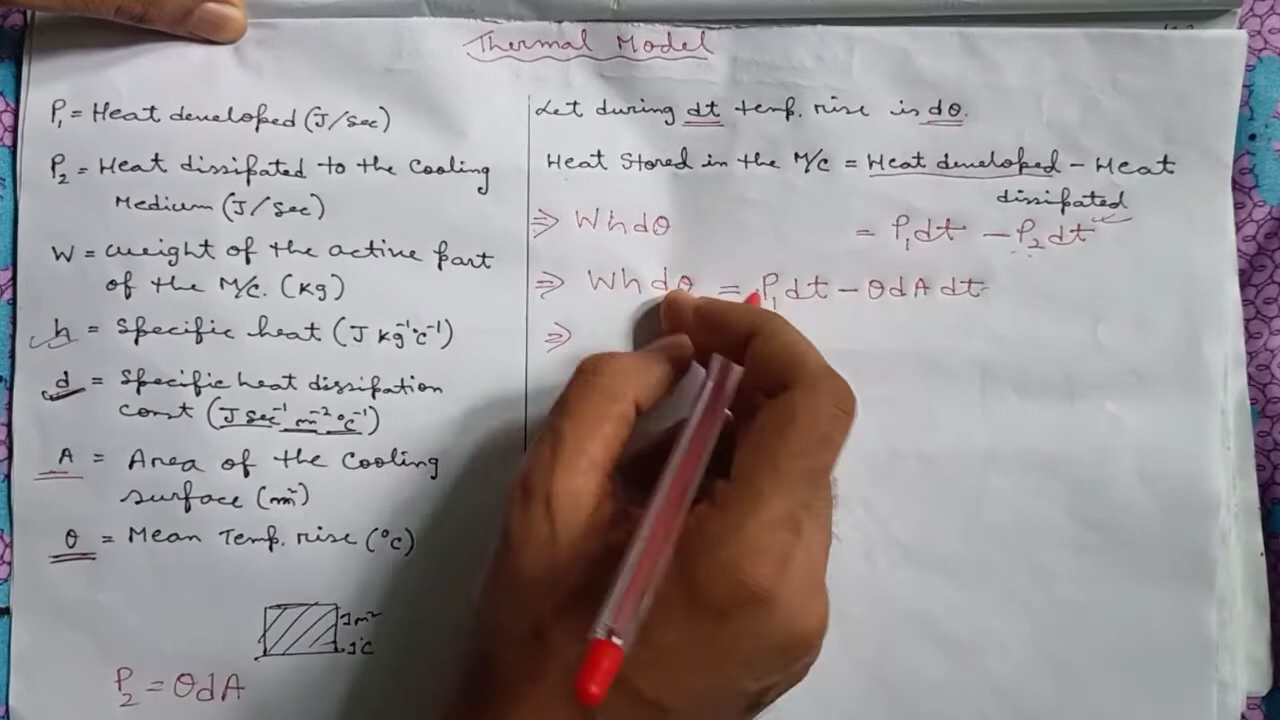 Thermal Model
P₁ = Heat developed (J/sec)
P₂ = Heat dissipated to the cooling
Medium (J/sec)
W = weight of the active part
of the M/c. (Kg)
h = Specific heat (J Kg⁻¹°c⁻¹)
d = Specific heat dissipation
const (J sec⁻¹ m⁻² °c⁻¹)
A = Area of the cooling
surface (m²)
θ = Mean Temp. rise (°c)
1m²
1°c
P₂ = θdA
Let during dt temp. rise is dθ.
Heat Stored in the M/c = Heat developed - Heat
dissipated
⇒ Whdθ = P₁dt - P₂dt
⇒ Whdθ = P₁dt - θdAdt
⇒